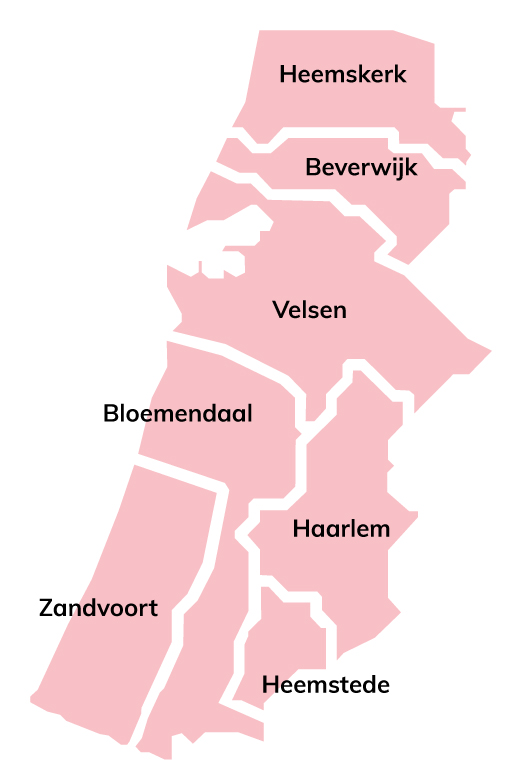 Heemskerk
Beverwijk
Velsen
Bloemendaal
Haarlem
Zandvoort
Heemstede